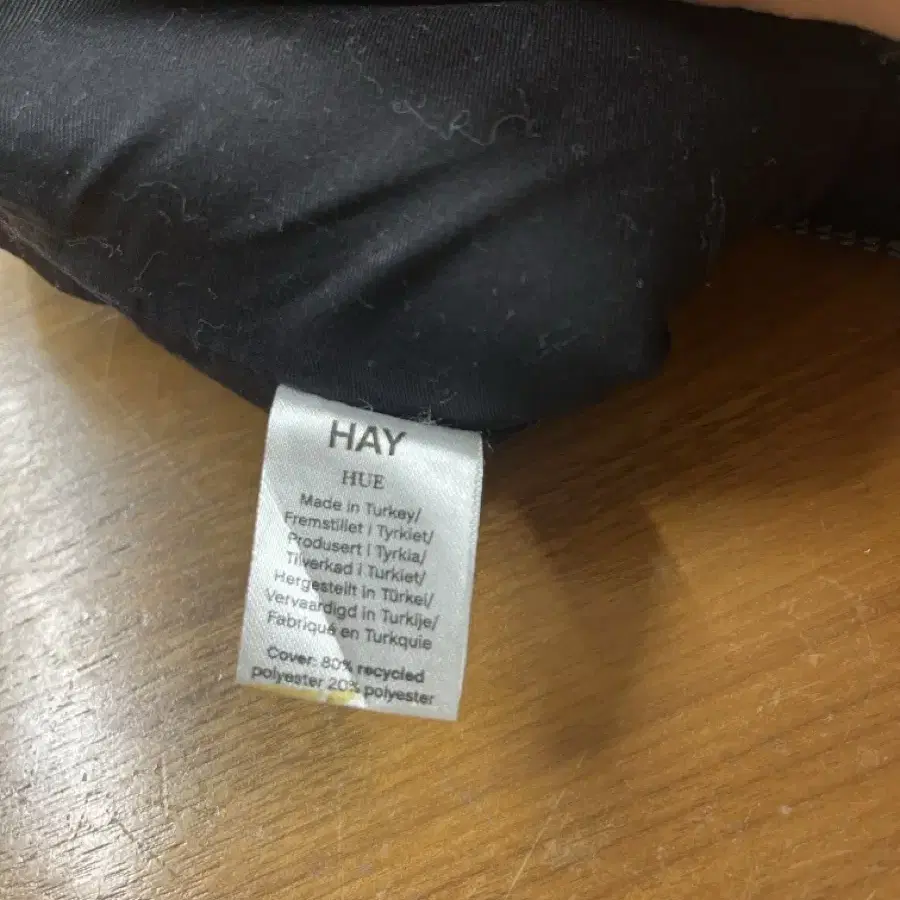 HAY
HUE
Made in Turkey/
Fremstillet i Tyrkiet/
Produsert i Tyrkia/
Tilverkad i Turkiet/
Hergestellt in Türkei/
Vervaardigd in Turkije/
Fabriqué en Turkquie
Cover: 80% recycled
polyester 20% polyester